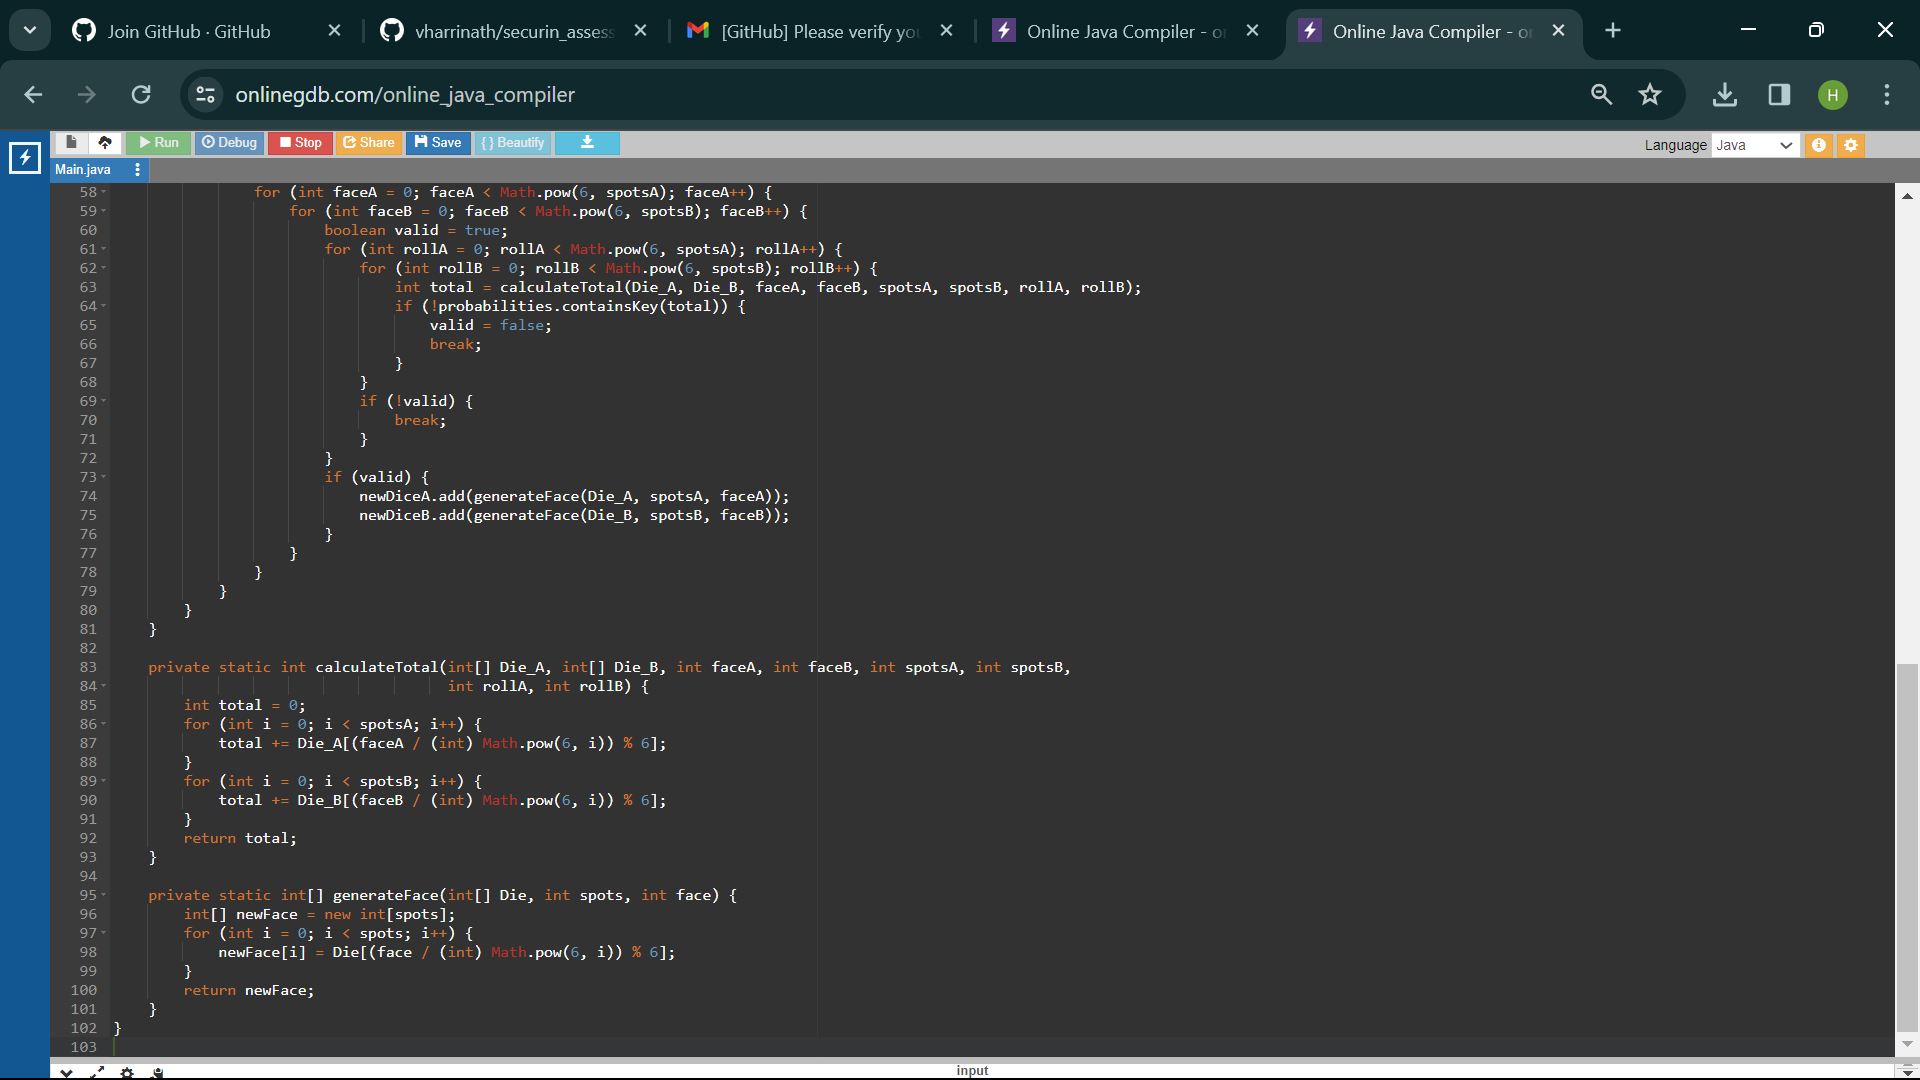 Join GitHub · GitHub
vharrinath/securin_assess
[GitHub] Please verify you
Online Java Compiler - o
Online Java Compiler - o
onlinegdb.com/online_java_compiler
H
Run
Debug
Stop
Share
Save
{ } Beautify
Language
Java
Main.java
58 for (int faceA = 0; faceA < Math.pow(6, spotsA); faceA++) {
59 for (int faceB = 0; faceB < Math.pow(6, spotsB); faceB++) {
60 boolean valid = true;
61 for (int rollA = 0; rollA < Math.pow(6, spotsA); rollA++) {
62 for (int rollB = 0; rollB < Math.pow(6, spotsB); rollB++) {
63 int total = calculateTotal(Die_A, Die_B, faceA, faceB, spotsA, spotsB, rollA, rollB);
64 if (!probabilities.containsKey(total)) {
65 valid = false;
66 break;
67 }
68 }
69 if (!valid) {
70 break;
71 }
72 }
73 if (valid) {
74 newDiceA.add(generateFace(Die_A, spotsA, faceA));
75 newDiceB.add(generateFace(Die_B, spotsB, faceB));
76 }
77 }
78 }
79 }
80 }
81 }
82
83 private static int calculateTotal(int[] Die_A, int[] Die_B, int faceA, int faceB, int spotsA, int spotsB,
84 int rollA, int rollB) {
85 int total = 0;
86 for (int i = 0; i < spotsA; i++) {
87 total += Die_A[(faceA / (int) Math.pow(6, i)) % 6];
88 }
89 for (int i = 0; i < spotsB; i++) {
90 total += Die_B[(faceB / (int) Math.pow(6, i)) % 6];
91 }
92 return total;
93 }
94
95 private static int[] generateFace(int[] Die, int spots, int face) {
96 int[] newFace = new int[spots];
97 for (int i = 0; i < spots; i++) {
98 newFace[i] = Die[(face / (int) Math.pow(6, i)) % 6];
99 }
100 return newFace;
101 }
102 }
103
input